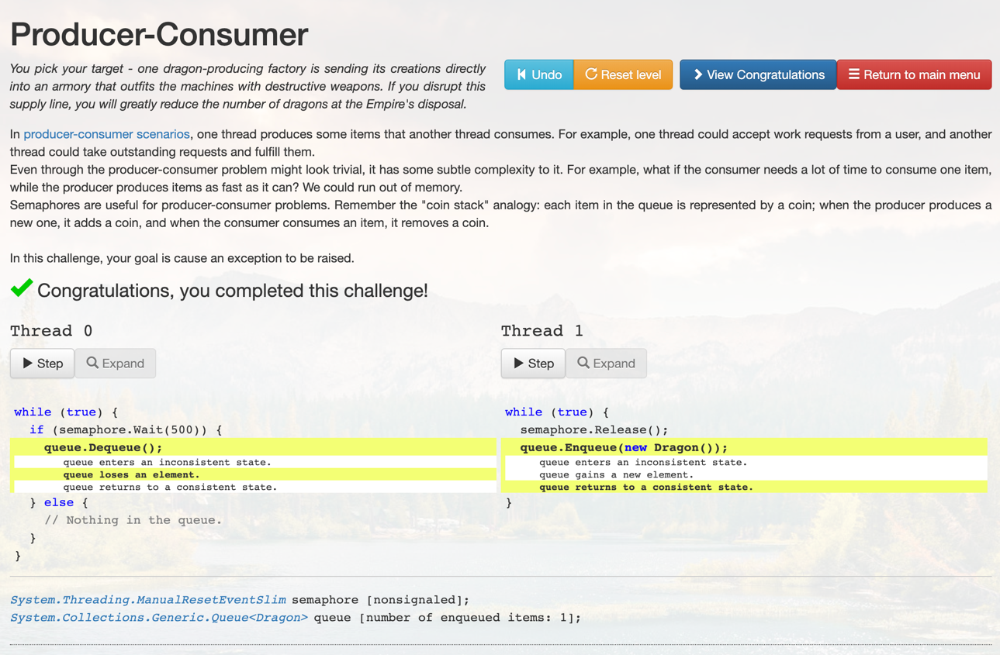 Producer-Consumer
You pick your target - one dragon-producing factory is sending its creations directly
into an armory that outfits the machines with destructive weapons. If you disrupt this
supply line, you will greatly reduce the number of dragons at the Empire's disposal.
Undo
Reset level
View Congratulations
Return to main menu
In producer-consumer scenarios, one thread produces some items that another thread consumes. For example, one thread could accept work requests from a user, and another
thread could take outstanding requests and fulfill them.
Even through the producer-consumer problem might look trivial, it has some subtle complexity to it. For example, what if the consumer needs a lot of time to consume one item,
while the producer produces items as fast as it can? We could run out of memory.
Semaphores are useful for producer-consumer problems. Remember the "coin stack" analogy: each item in the queue is represented by a coin; when the producer produces a
new one, it adds a coin, and when the consumer consumes an item, it removes a coin.
In this challenge, your goal is cause an exception to be raised.
Congratulations, you completed this challenge!
Thread 0
Step
Expand
while (true) {
if (semaphore.Wait(500)) {
queue.Dequeue();
queue enters an inconsistent state.
queue loses an element.
queue returns to a consistent state.
} else {
// Nothing in the queue.
}
}
Thread 1
Step
Expand
while (true) {
semaphore.Release();
queue.Enqueue(new Dragon());
queue enters an inconsistent state.
queue gains a new element.
queue returns to a consistent state.
}
System.Threading.ManualResetEventSlim semaphore [nonsignaled];
System.Collections.Generic.Queue<Dragon> queue [number of enqueued items: 1];